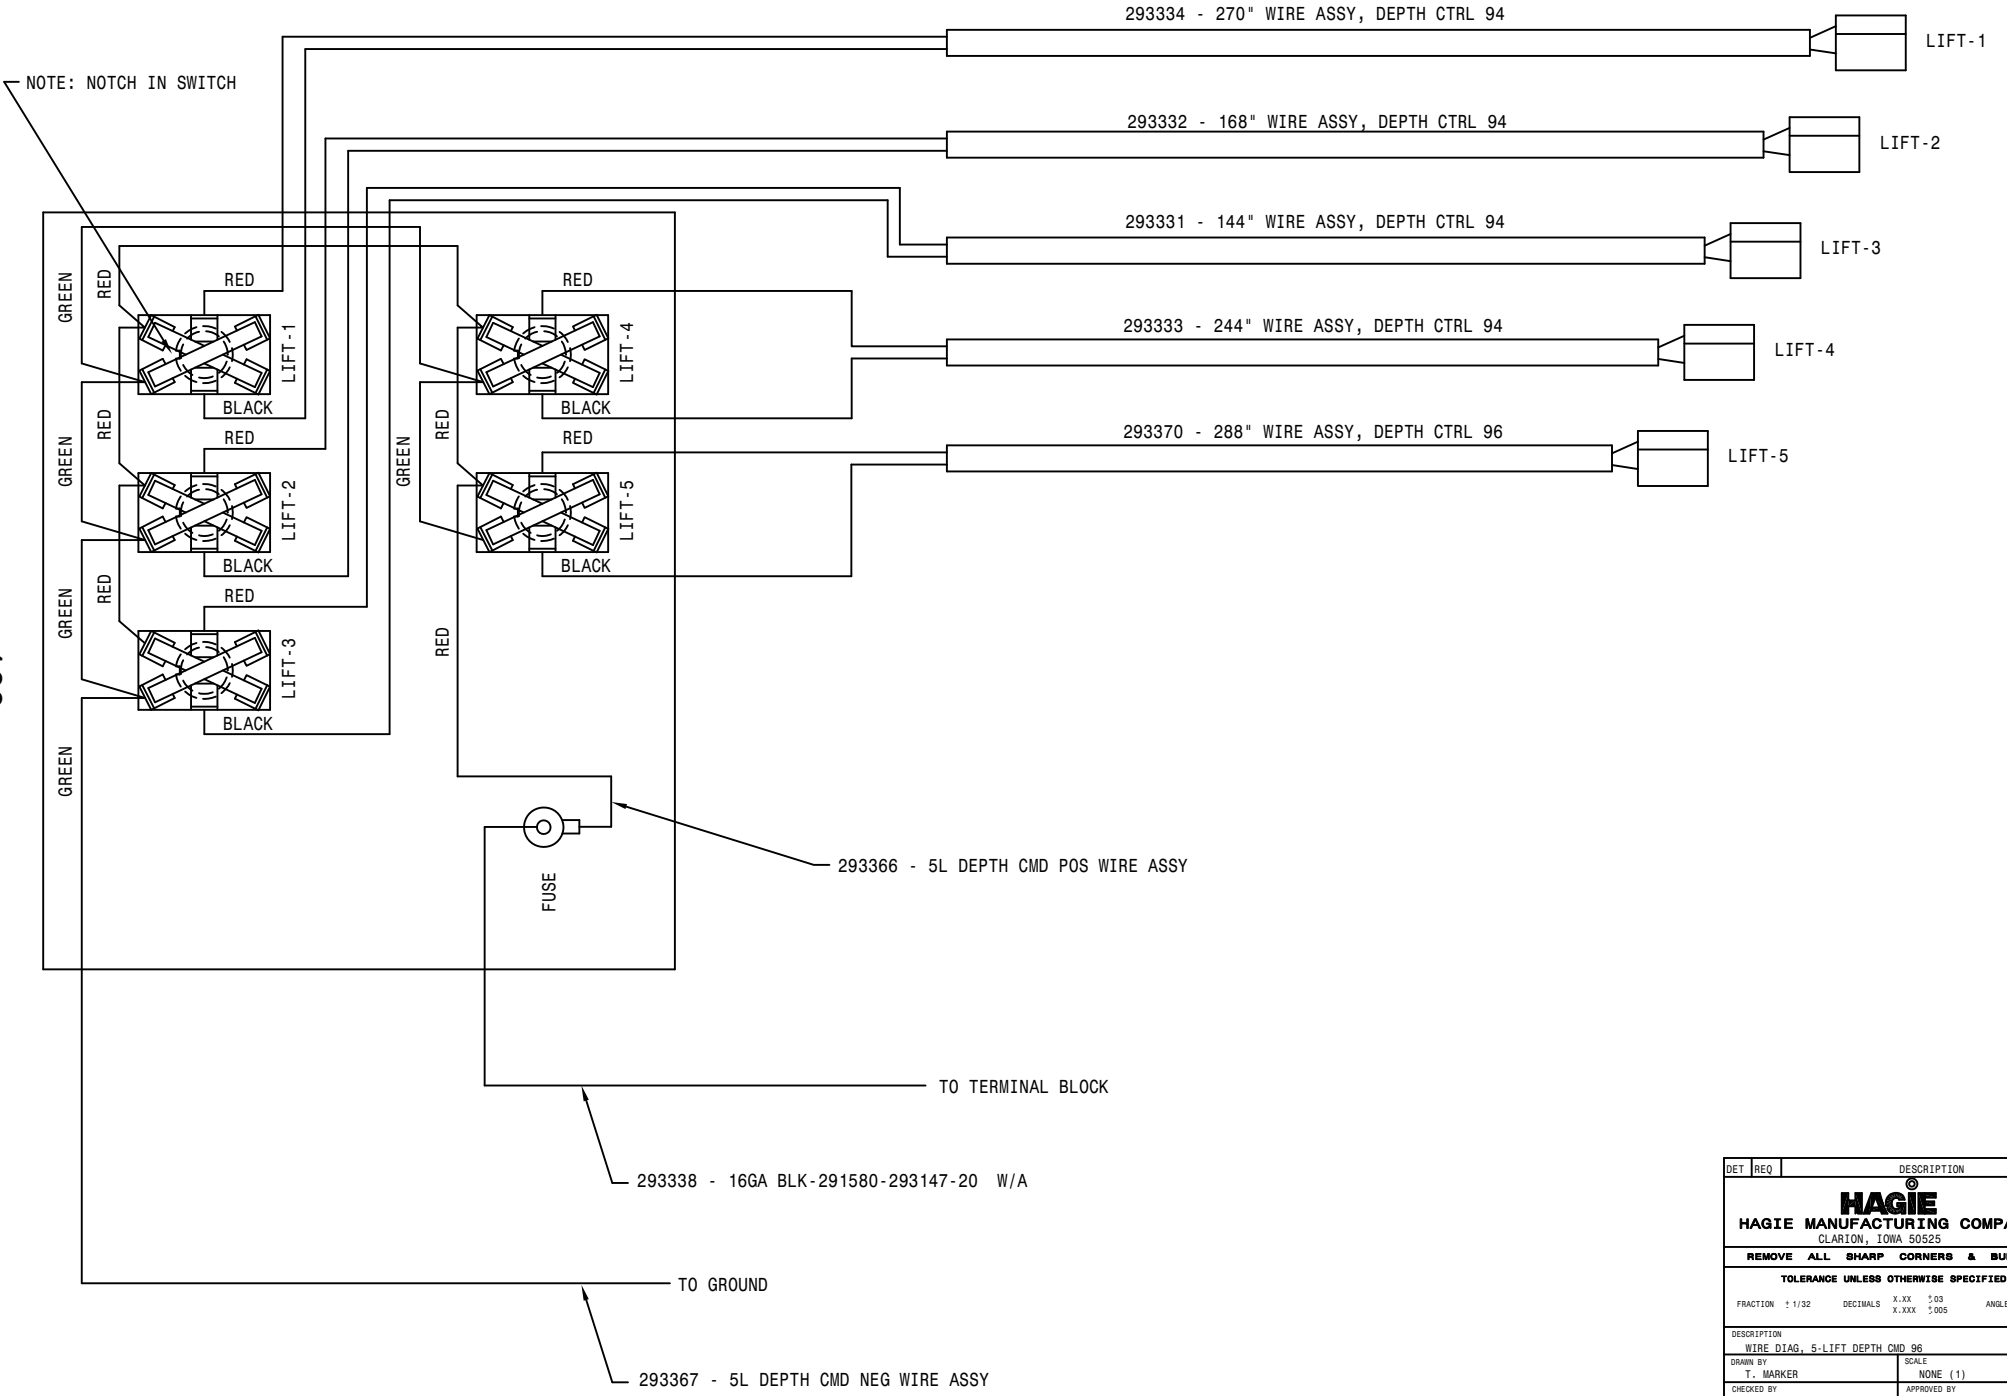 293334 - 270" WIRE ASSY, DEPTH CTRL 94
LIFT-1
NOTE: NOTCH IN SWITCH
293332 - 168" WIRE ASSY, DEPTH CTRL 94
LIFT-2
293331 - 144" WIRE ASSY, DEPTH CTRL 94
LIFT-3
GREEN
RED
RED
LIFT-1
BLACK
RED
LIFT-4
BLACK
293333 - 244" WIRE ASSY, DEPTH CTRL 94
LIFT-4
GREEN
RED
RED
LIFT-2
BLACK
GREEN
RED
RED
LIFT-5
BLACK
293370 - 288" WIRE ASSY, DEPTH CTRL 96
LIFT-5
GREEN
RED
RED
LIFT-3
BLACK
RED
GREEN
FUSE
293366 - 5L DEPTH CMD POS WIRE ASSY
TO TERMINAL BLOCK
293338 - 16GA BLK-291580-293147-20 W/A
TO GROUND
293367 - 5L DEPTH CMD NEG WIRE ASSY
DET REQ DESCRIPTION
HAGIE
HAGIE MANUFACTURING
CLARION, IOWA 50525
REMOVE ALL SHARP CORNERS &
TOLERANCE UNLESS OTHERWISE SPECIFIED
FRACTION ± 1/32 DECIMALS X.XX ±.03
X.XXX ±.005
DESCRIPTION
WIRE DIAG, 5-LIFT DEPTH CMD 96
DRAWN BY SCALE
T. MARKER NONE (1)
CHECKED BY APPROVED BY